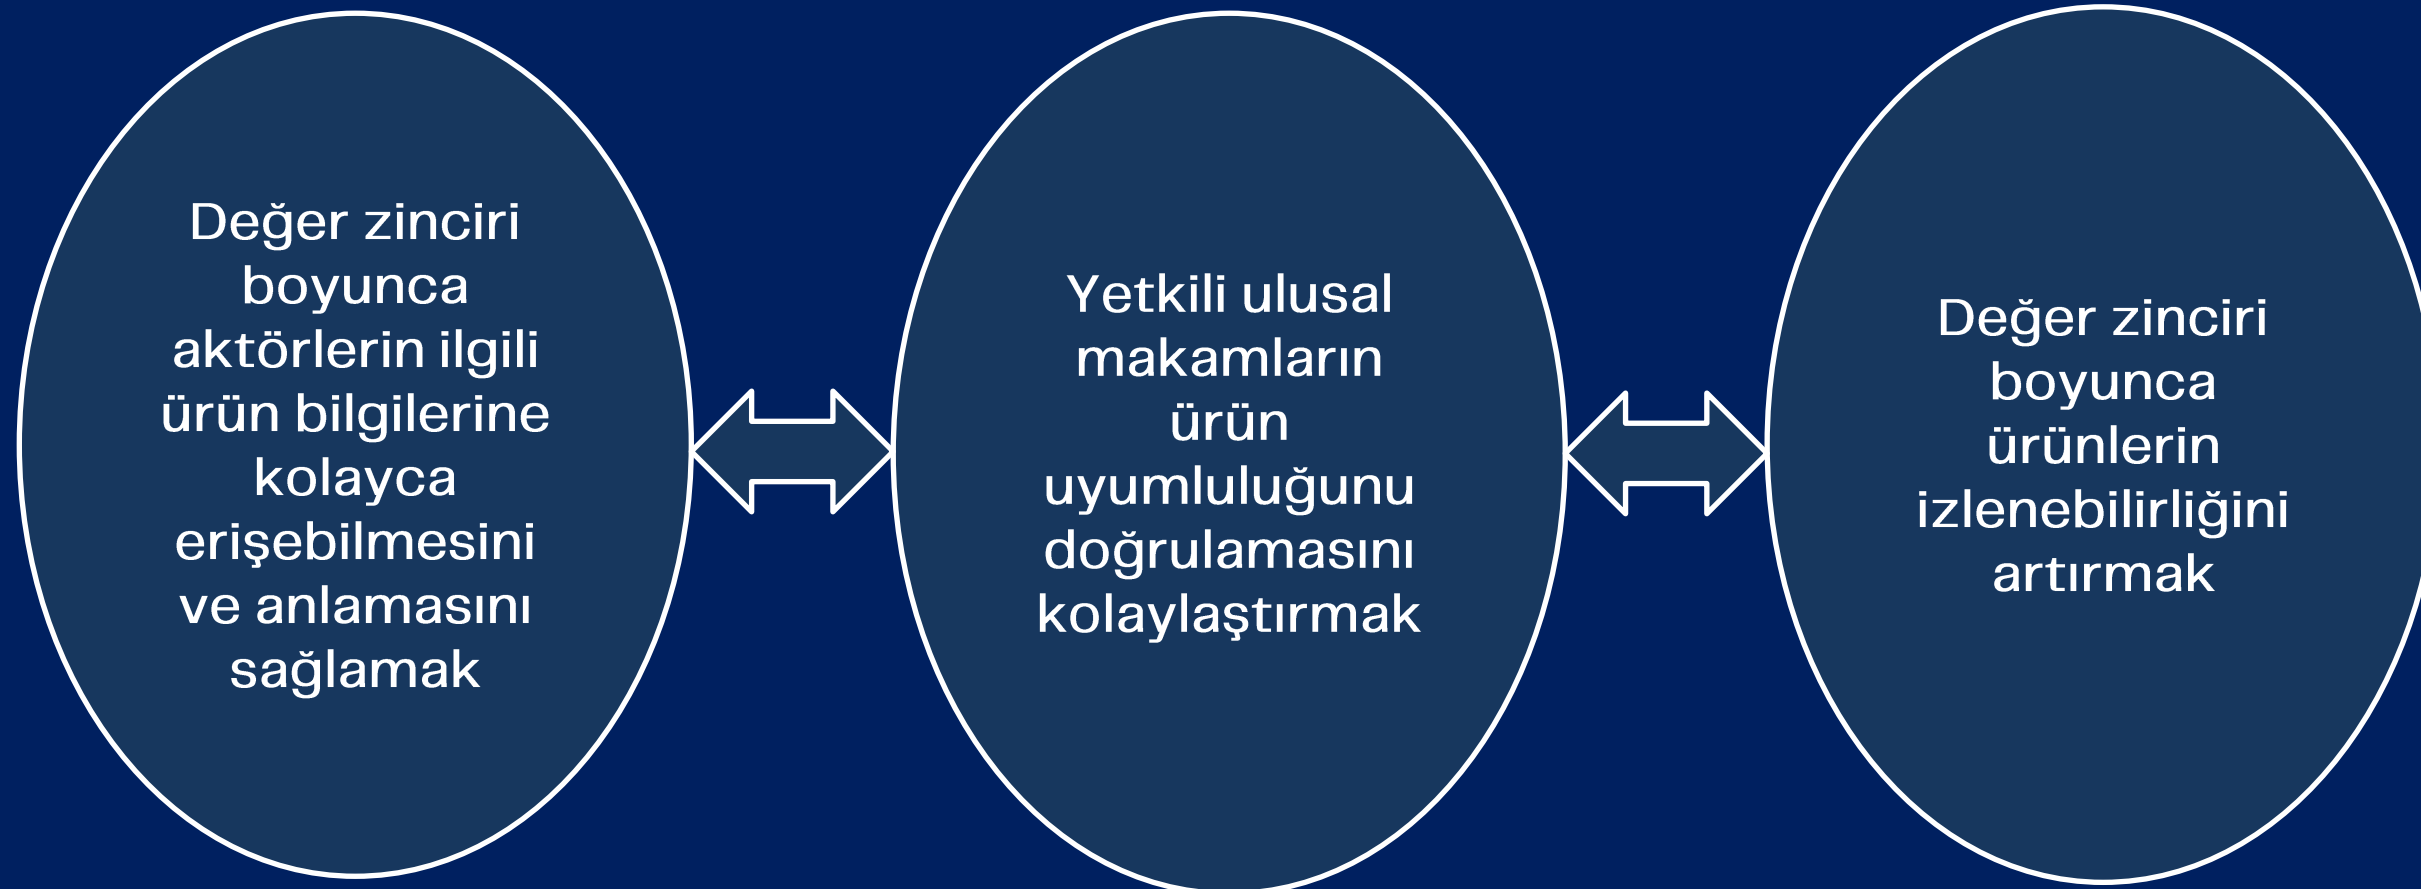 Değer zinciri
boyunca
aktörlerin ilgili
ürün bilgilerine
kolayca
erişebilmesini
ve anlamasını
sağlamak
Yetkili ulusal
makamların
ürün
uyumluluğunu
doğrulamasını
kolaylaştırmak
Değer zinciri
boyunca
ürünlerin
izlenebilirliğini
artırmak